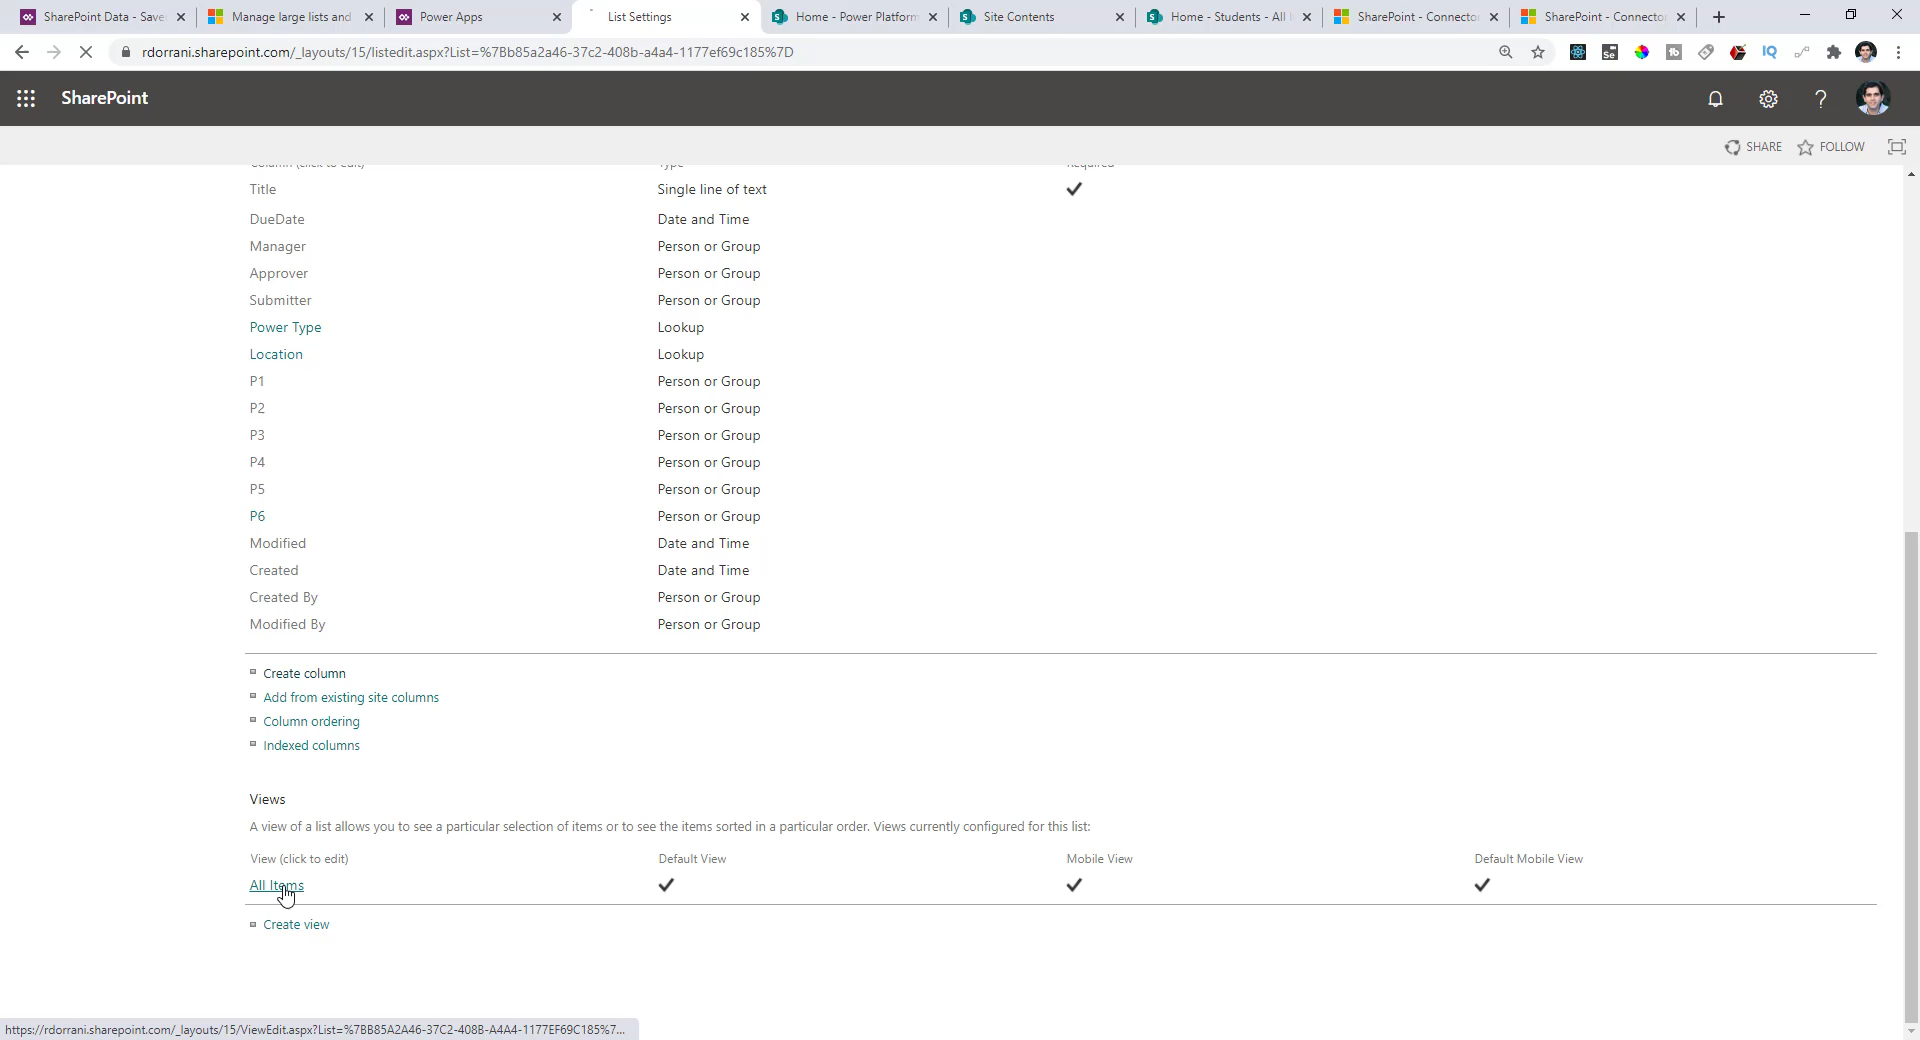 SharePoint Data - Save
Manage large lists and
Power Apps
List Settings
Home - Power Platform
Site Contents
Home - Students - All
SharePoint - Connecto
SharePoint - Connecto
rdorrani.sharepoint.com/_layouts/15/listedit.aspx?List=%7Bb85a2a46-37c2-408b-a4a4-1177ef69c185%7D
SharePoint
SHARE FOLLOW
Column (click to edit) Type Required
Title Single line of text
DueDate Date and Time
Manager Person or Group
Approver Person or Group
Submitter Person or Group
Power Type Lookup
Location Lookup
P1 Person or Group
P2 Person or Group
P3 Person or Group
P4 Person or Group
P5 Person or Group
P6 Person or Group
Modified Date and Time
Created Date and Time
Created By Person or Group
Modified By Person or Group
Create column
Add from existing site columns
Column ordering
Indexed columns
Views
A view of a list allows you to see a particular selection of items or to see the items sorted in a particular order. Views currently configured for this list:
View (click to edit) Default View Mobile View Default Mobile View
All Items
Create view
https://rdorrani.sharepoint.com/_layouts/15/ViewEdit.aspx?List=%7BB85A2A46-37C2-408B-A4A4-1177EF69C185%7...